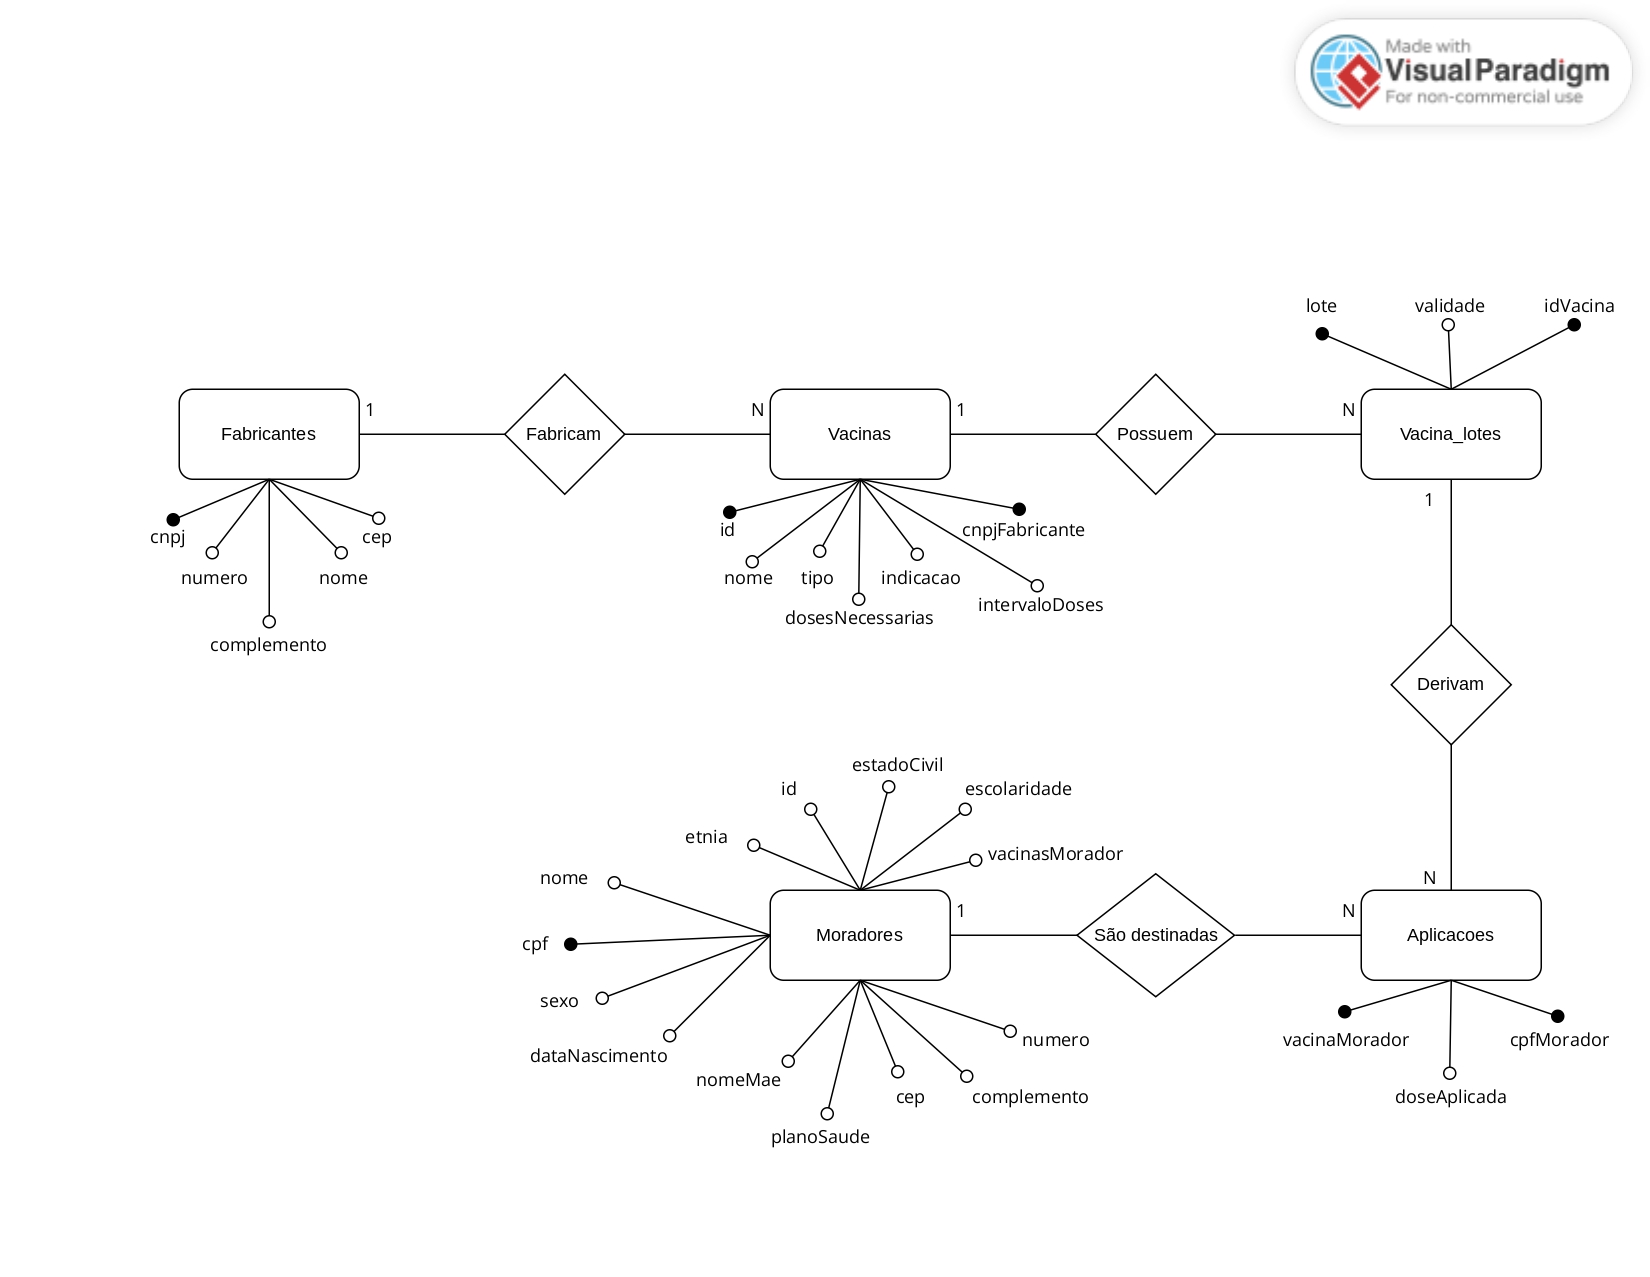 Made with
Visual Paradigm
For non-commercial use
lote
validade
idVacina
Fabricantes
1
Fabricam
N
Vacinas
1
Possuem
N
Vacina_lotes
1
cnpj
numero
complemento
nome
cep
id
nome
tipo
dosesNecessarias
indicacao
cnpjFabricante
intervaloDoses
Derivam
N
estadoCivil
id
escolaridade
etnia
vacinasMorador
nome
cpf
sexo
dataNascimento
Moradores
1
São destinadas
N
Aplicacoes
nomeMae
planoSaude
cep
complemento
numero
vacinaMorador
doseAplicada
cpfMorador